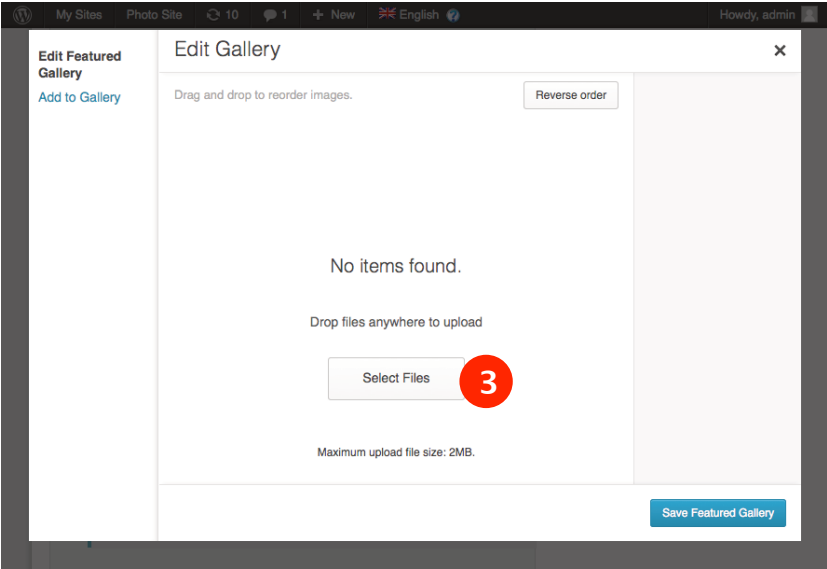 My Sites Photo Site 10 1 + New English ?
Howdy, admin
Edit Featured
Gallery
Add to Gallery
Edit Gallery
Drag and drop to reorder images.
Reverse order
No items found.
Drop files anywhere to upload
Select Files
3
Maximum upload file size: 2MB.
Save Featured Gallery